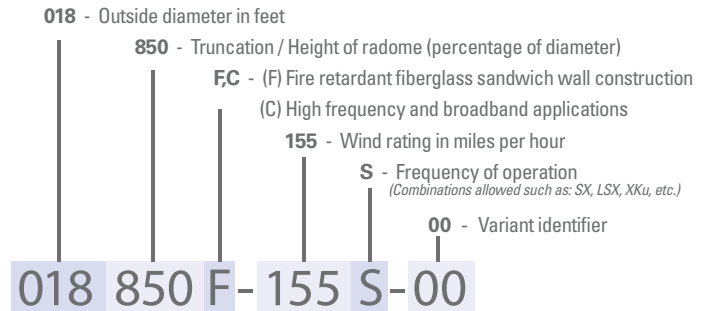 018 - Outside diameter in feet
850 - Truncation / Height of radome (percentage of diameter)
F,C - (F) Fire retardant fiberglass sandwich wall construction
(C) High frequency and broadband applications
155 - Wind rating in miles per hour
S - Frequency of operation
(Combinations allowed such as: SX, LSX, XKu, etc.)
00 - Variant identifier
018 850 F-155 S-00